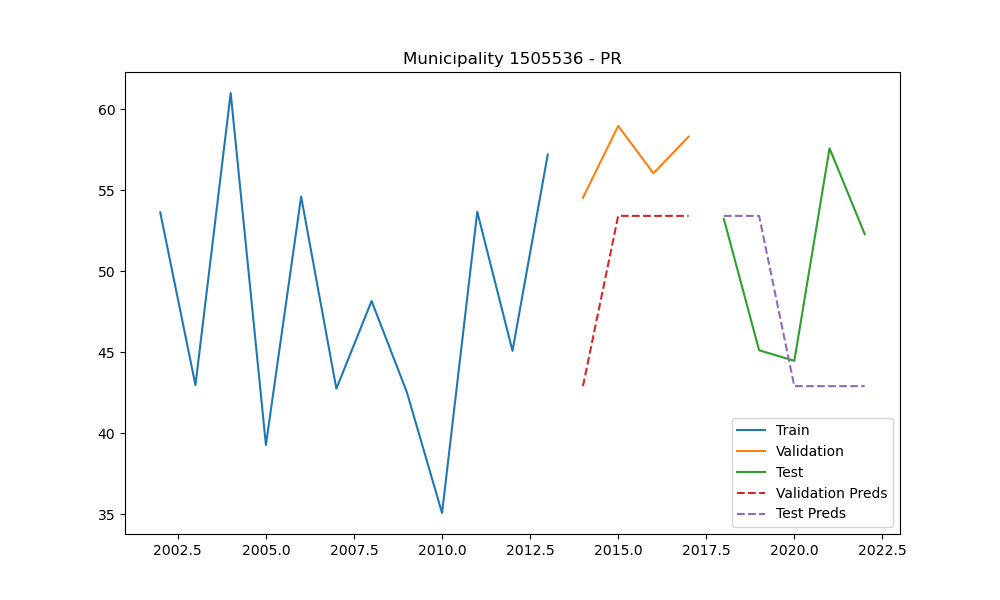 Municipality 1505536 - PR
60
55
50
45
40
35
2002.5 2005.0 2007.5 2010.0 2012.5 2015.0 2017.5 2020.0 2022.5
Train
Validation
Test
Validation Preds
Test Preds